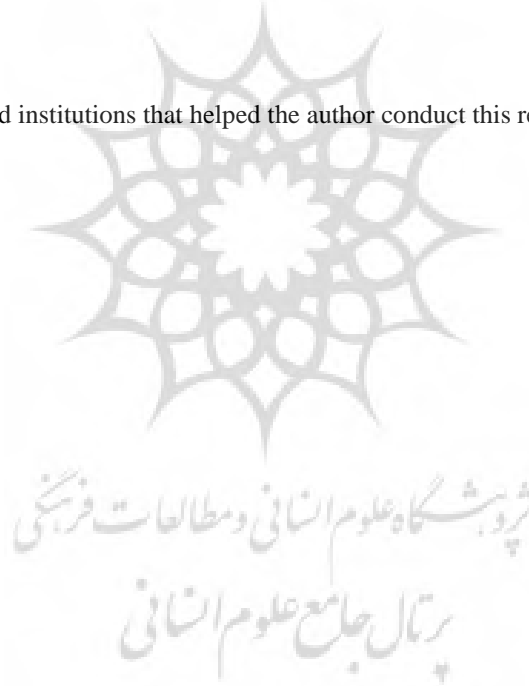 d institutions that helped the author conduct this re
پژوهشگاه علوم انسانی و مطالعات فرهنگی
پرتال جامع علوم انسانی